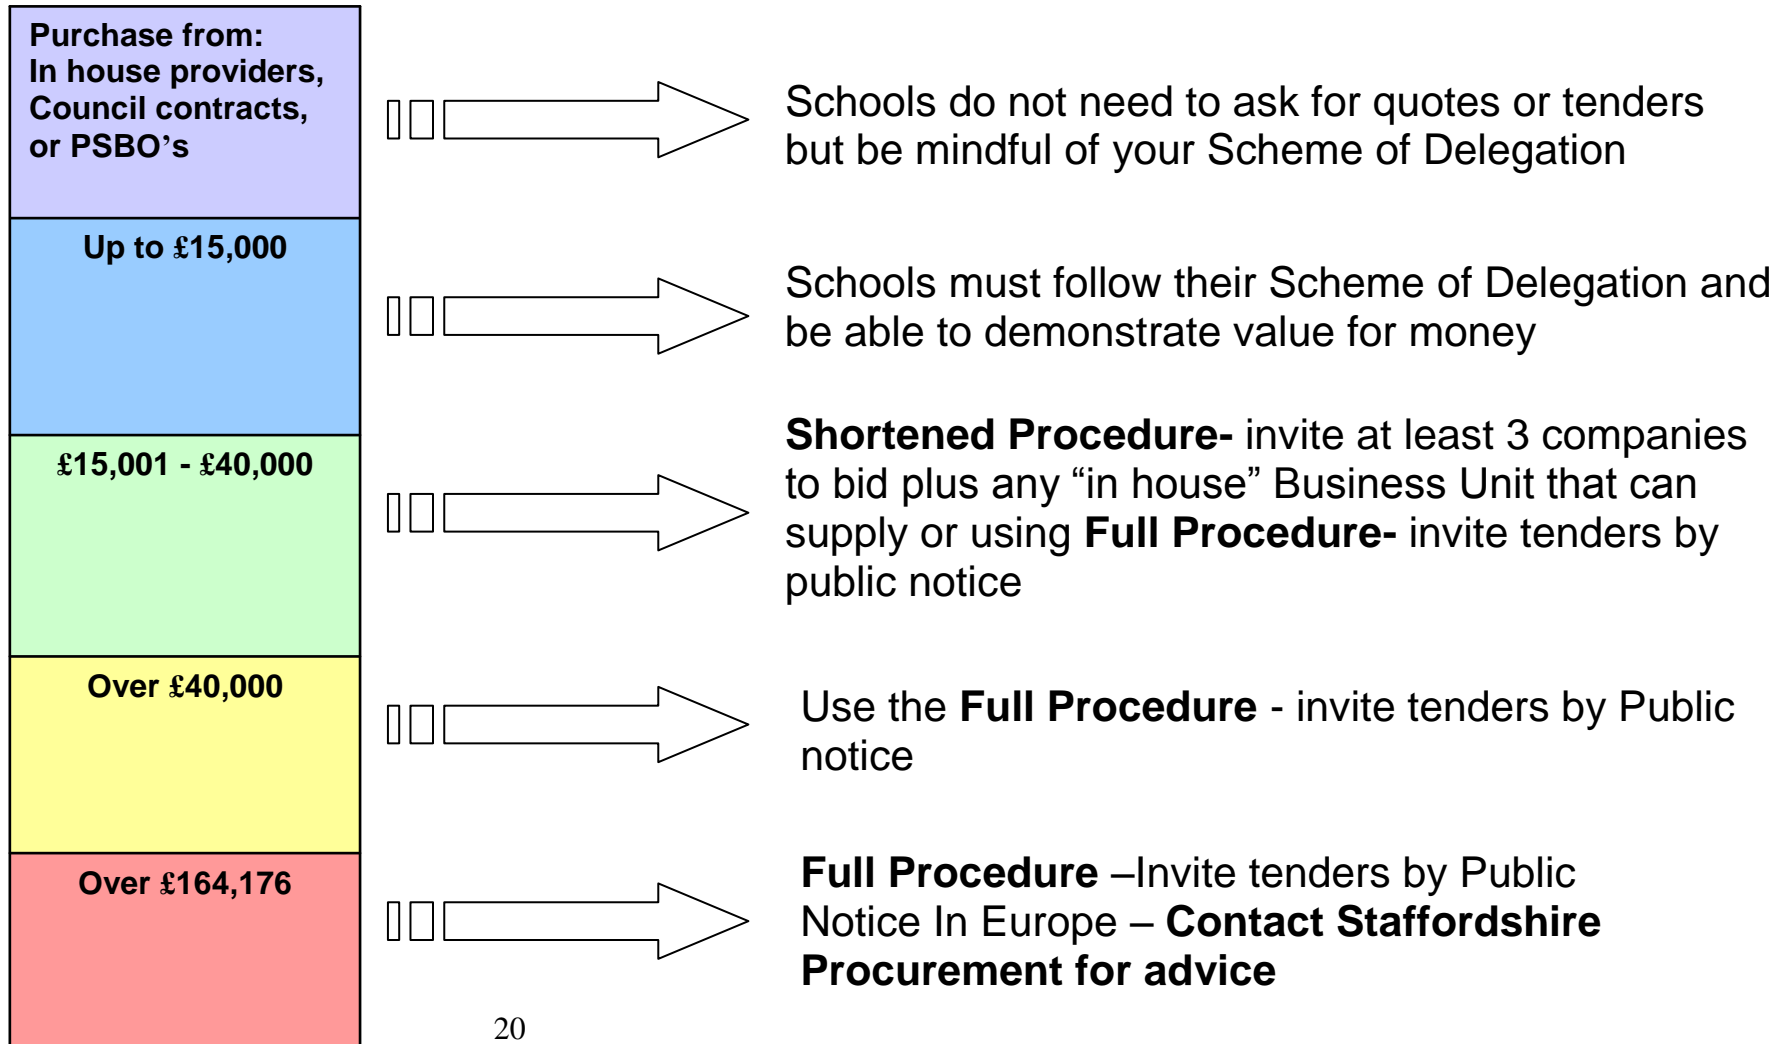 Purchase from:
In house providers,
Council contracts,
or PSBO’s
Schools do not need to ask for quotes or tenders
but be mindful of your Scheme of Delegation
Up to £15,000
Schools must follow their Scheme of Delegation and
be able to demonstrate value for money
£15,001 - £40,000
Shortened Procedure- invite at least 3 companies
to bid plus any “in house” Business Unit that can
supply or using Full Procedure- invite tenders by
public notice
Over £40,000
Use the Full Procedure - invite tenders by Public
notice
Over £164,176
Full Procedure –Invite tenders by Public
Notice In Europe – Contact Staffordshire
Procurement for advice
20